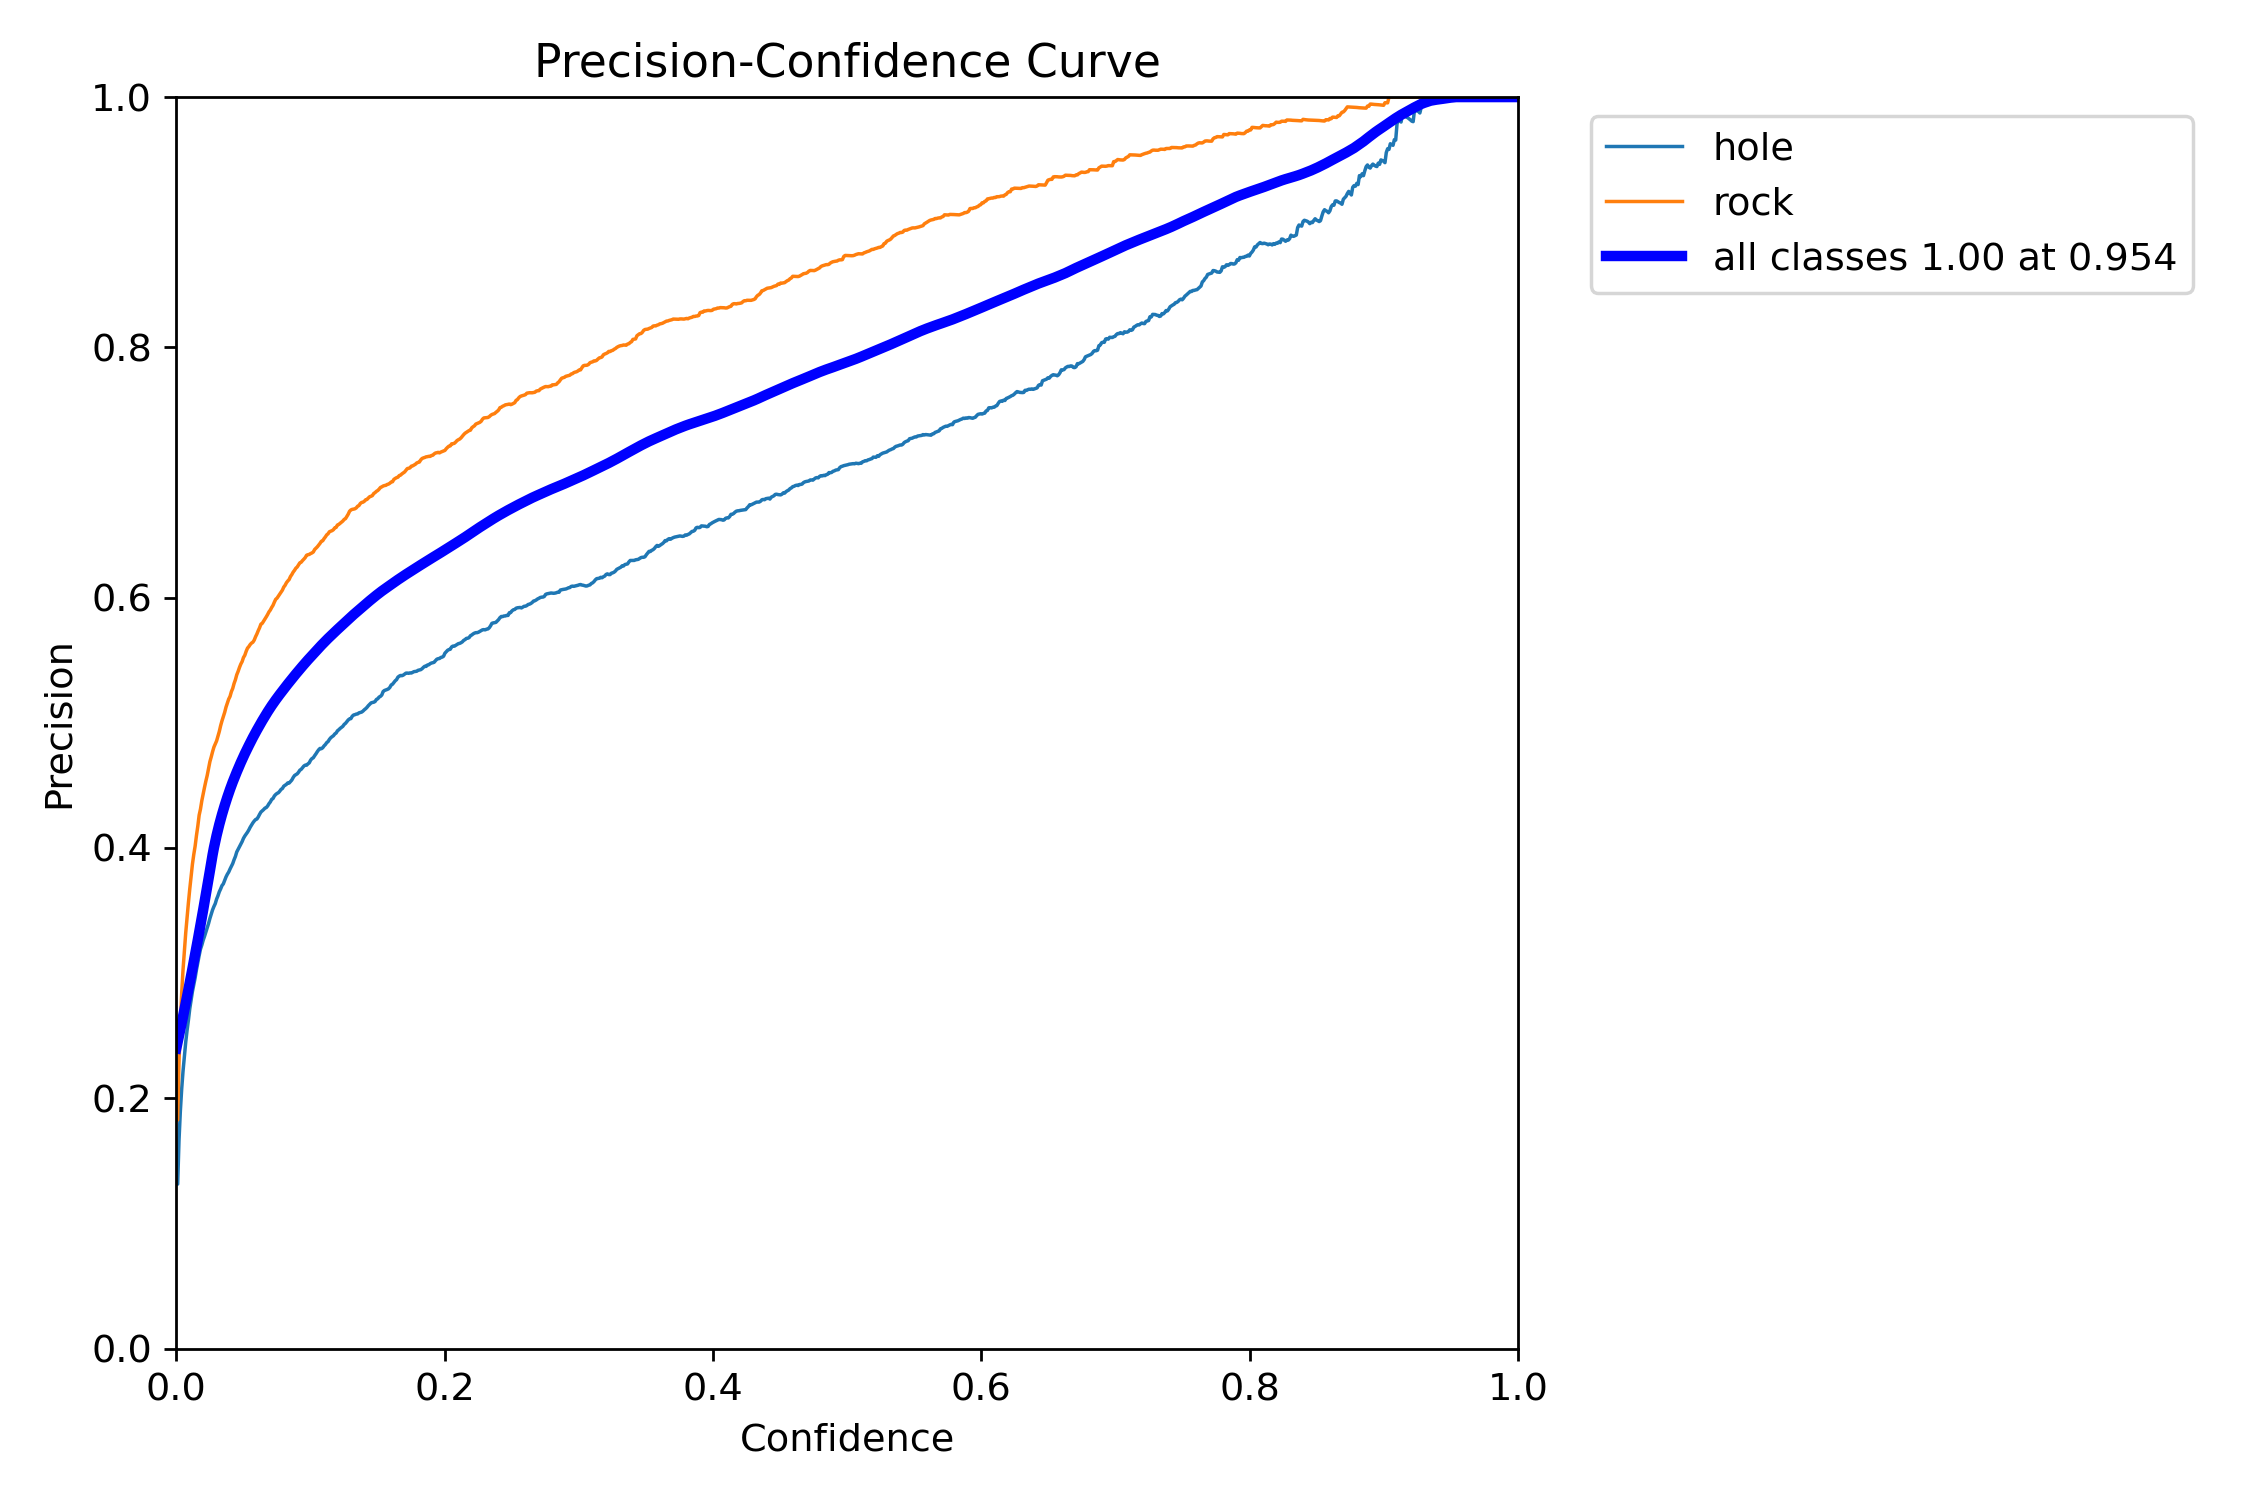 Precision-Confidence Curve
1.0
0.8
0.6
0.4
0.2
0.0
Precision
0.0 0.2 0.4 0.6 0.8 1.0
Confidence
hole
rock
all classes 1.00 at 0.954